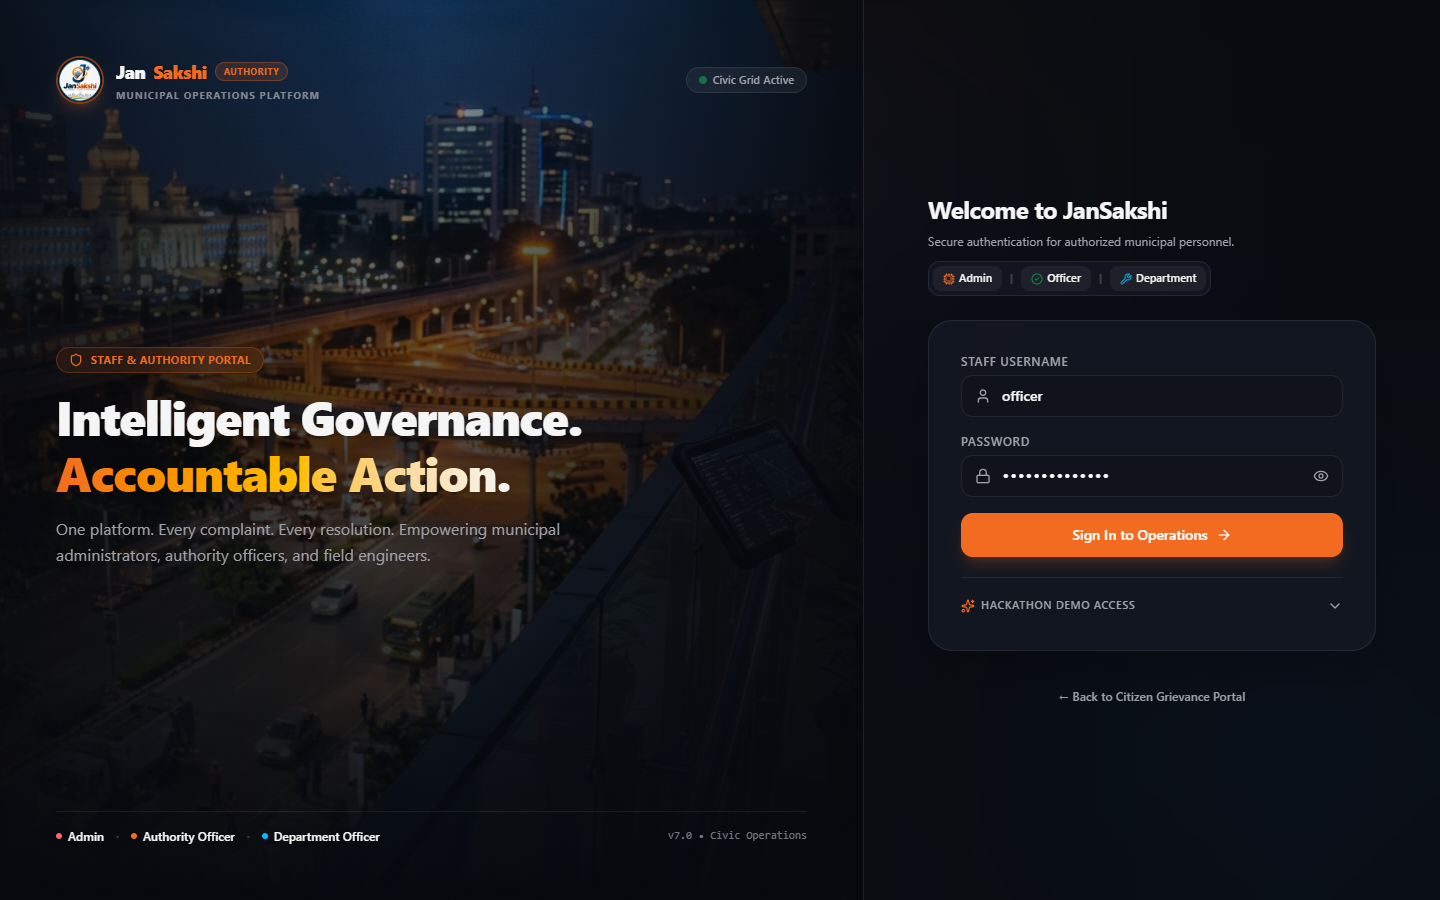 Jan Sakshi AUTHORITY
MUNICIPAL OPERATIONS PLATFORM
JanSakshi
Civic Grid Active
STAFF & AUTHORITY PORTAL
Intelligent Governance.
Accountable Action.
One platform. Every complaint. Every resolution. Empowering municipal
administrators, authority officers, and field engineers.
Admin · Authority Officer · Department Officer
v7.0 • Civic Operations
Welcome to JanSakshi
Secure authentication for authorized municipal personnel.
Admin | Officer | Department
STAFF USERNAME
officer
PASSWORD
••••••••••••••
Sign In to Operations →
HACKATHON DEMO ACCESS
← Back to Citizen Grievance Portal